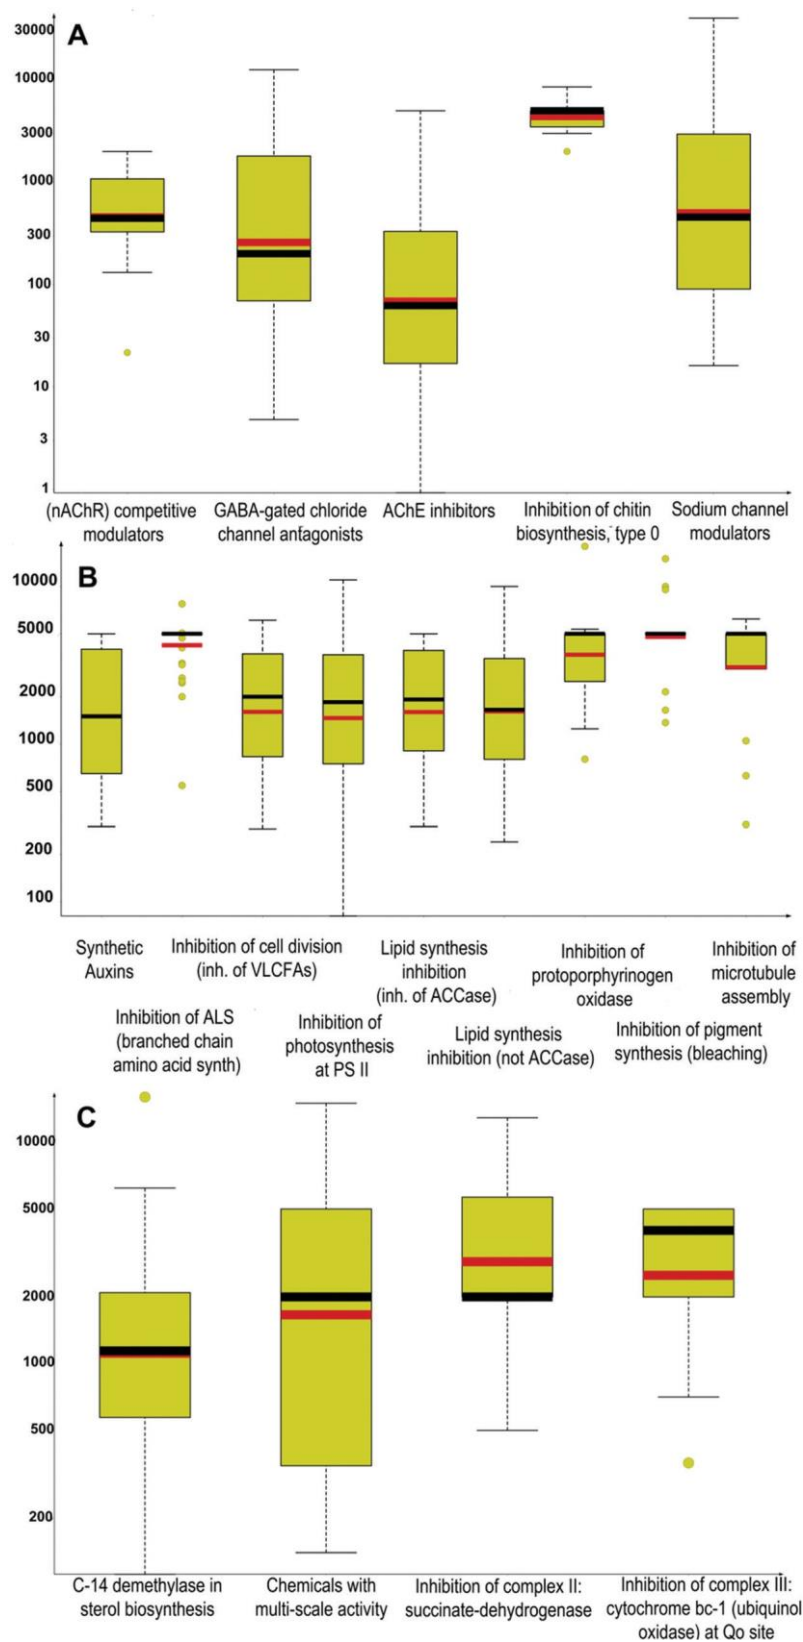 A
30000
10000
3000
1000
300
100
30
10
3
1
(nAChR) competitive
modulators
GABA-gated chloride
channel antagonists
AChE inhibitors
Inhibition of chitin
biosynthesis, type 0
Sodium channel
modulators
B
10000
5000
2000
1000
500
200
100
Synthetic
Auxins
Inhibition of cell division
(inh. of VLCFAs)
Lipid synthesis
inhibition
(inh. of ACCase)
Inhibition of
protoporphyrinogen
oxidase
Inhibition of
microtubule
assembly
Inhibition of ALS
(branched chain
amino acid synth)
Inhibition of
photosynthesis
at PS II
Lipid synthesis
inhibition (not ACCase)
Inhibition of pigment
synthesis (bleaching)
C
10000
5000
2000
1000
500
200
C-14 demethylase in
sterol biosynthesis
Chemicals with
multi-scale activity
Inhibition of complex II:
succinate-dehydrogenase
Inhibition of complex III:
cytochrome bc-1 (ubiquinol
oxidase) at Qo site